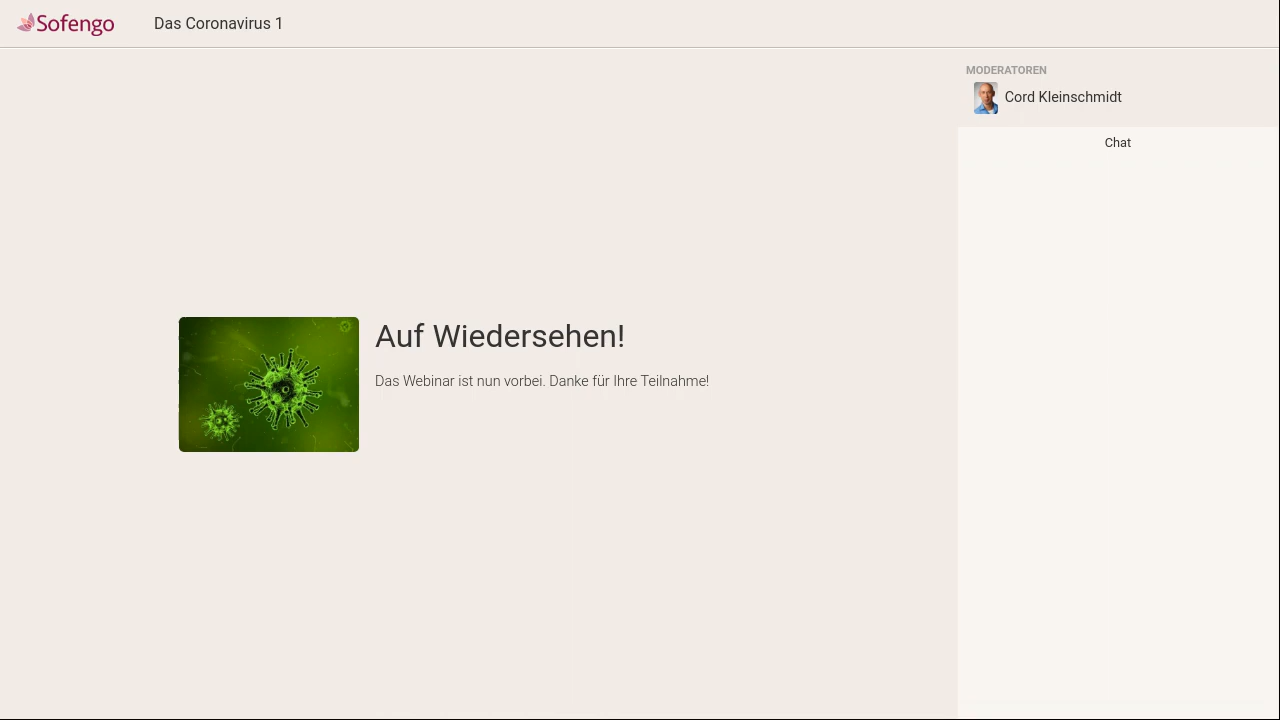 Sofengo
Das Coronavirus 1
MODERATOREN
Cord Kleinschmidt
Chat
Auf Wiedersehen!
Das Webinar ist nun vorbei. Danke für Ihre Teilnahme!